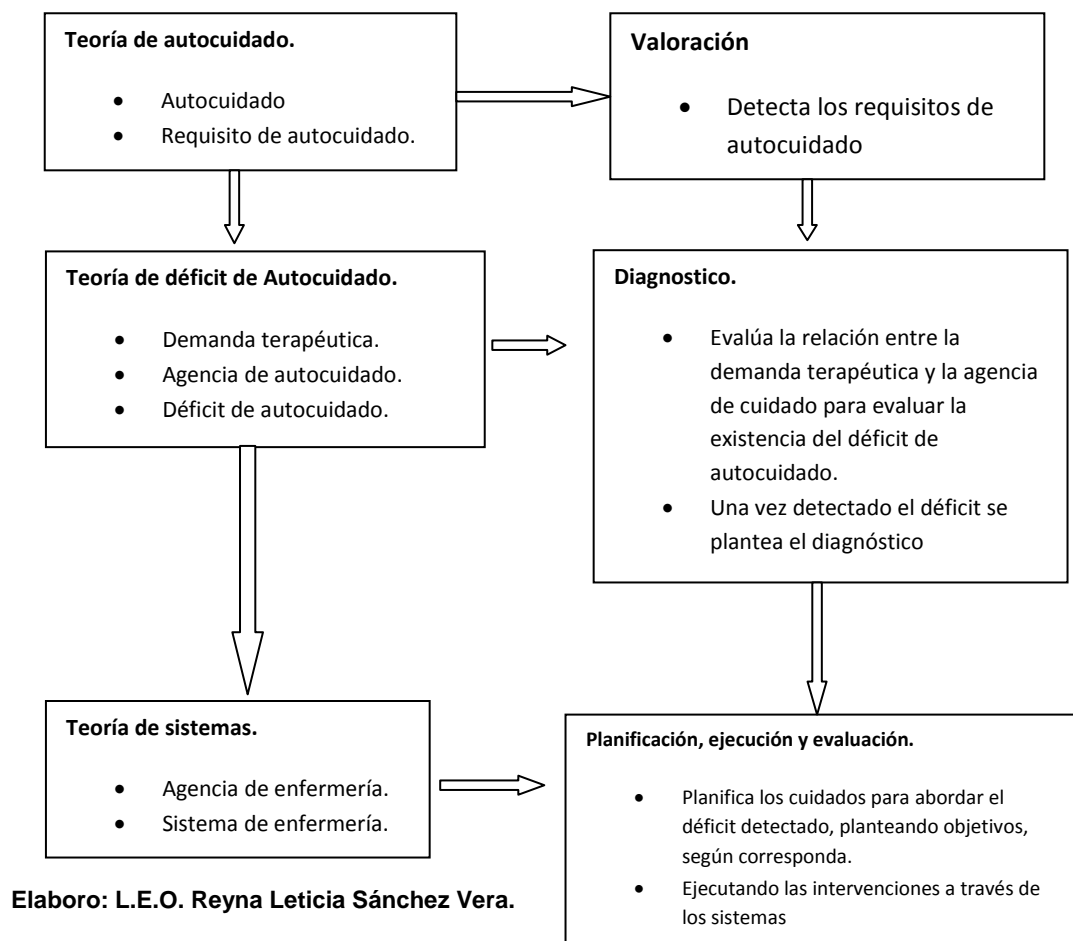 Teoría de autocuidado.
• Autocuidado
• Requisito de autocuidado.
Valoración
• Detecta los requisitos de
autocuidado
Teoría de déficit de Autocuidado.
• Demanda terapéutica.
• Agencia de autocuidado.
• Déficit de autocuidado.
Diagnostico.
• Evalúa la relación entre la
demanda terapéutica y la agencia
de cuidado para evaluar la
existencia del déficit de
autocuidado.
• Una vez detectado el déficit se
plantea el diagnóstico
Teoría de sistemas.
• Agencia de enfermería.
• Sistema de enfermería.
Planificación, ejecución y evaluación.
• Planifica los cuidados para abordar el
déficit detectado, planteando objetivos,
según corresponda.
• Ejecutando las intervenciones a través de
los sistemas
Elaboro: L.E.O. Reyna Leticia Sánchez Vera.